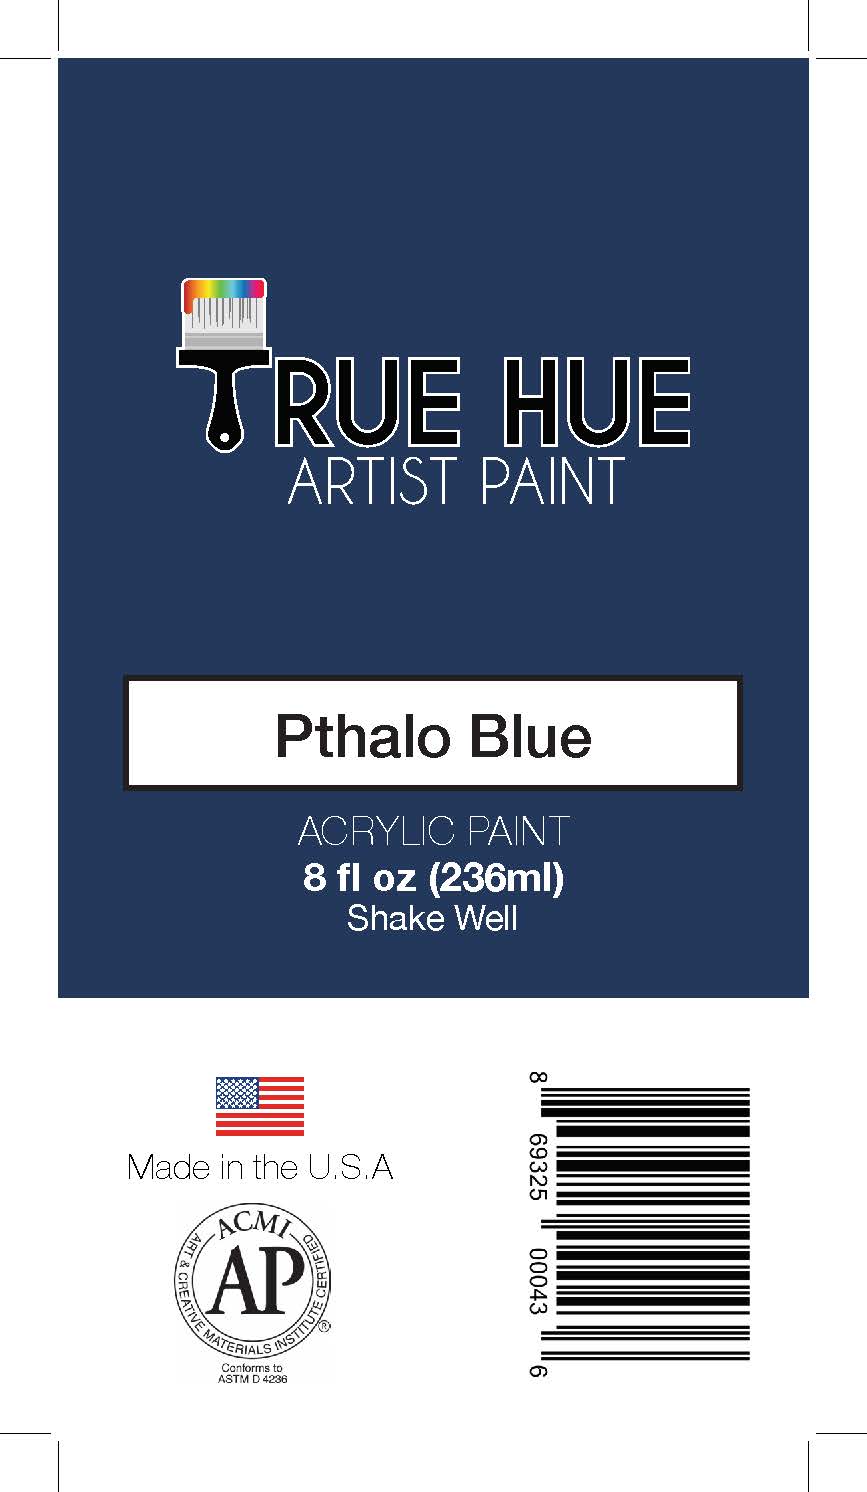 TRUE HUE
ARTIST PAINT
Pthalo Blue
ACRYLIC PAINT
8 fl oz (236ml)
Shake Well
Made in the U.S.A
ACMI
AP
ART & CREATIVE MATERIALS INSTITUTE CERTIFIED
®
Conforms to
ASTM D 4236
8 69325 00043 6